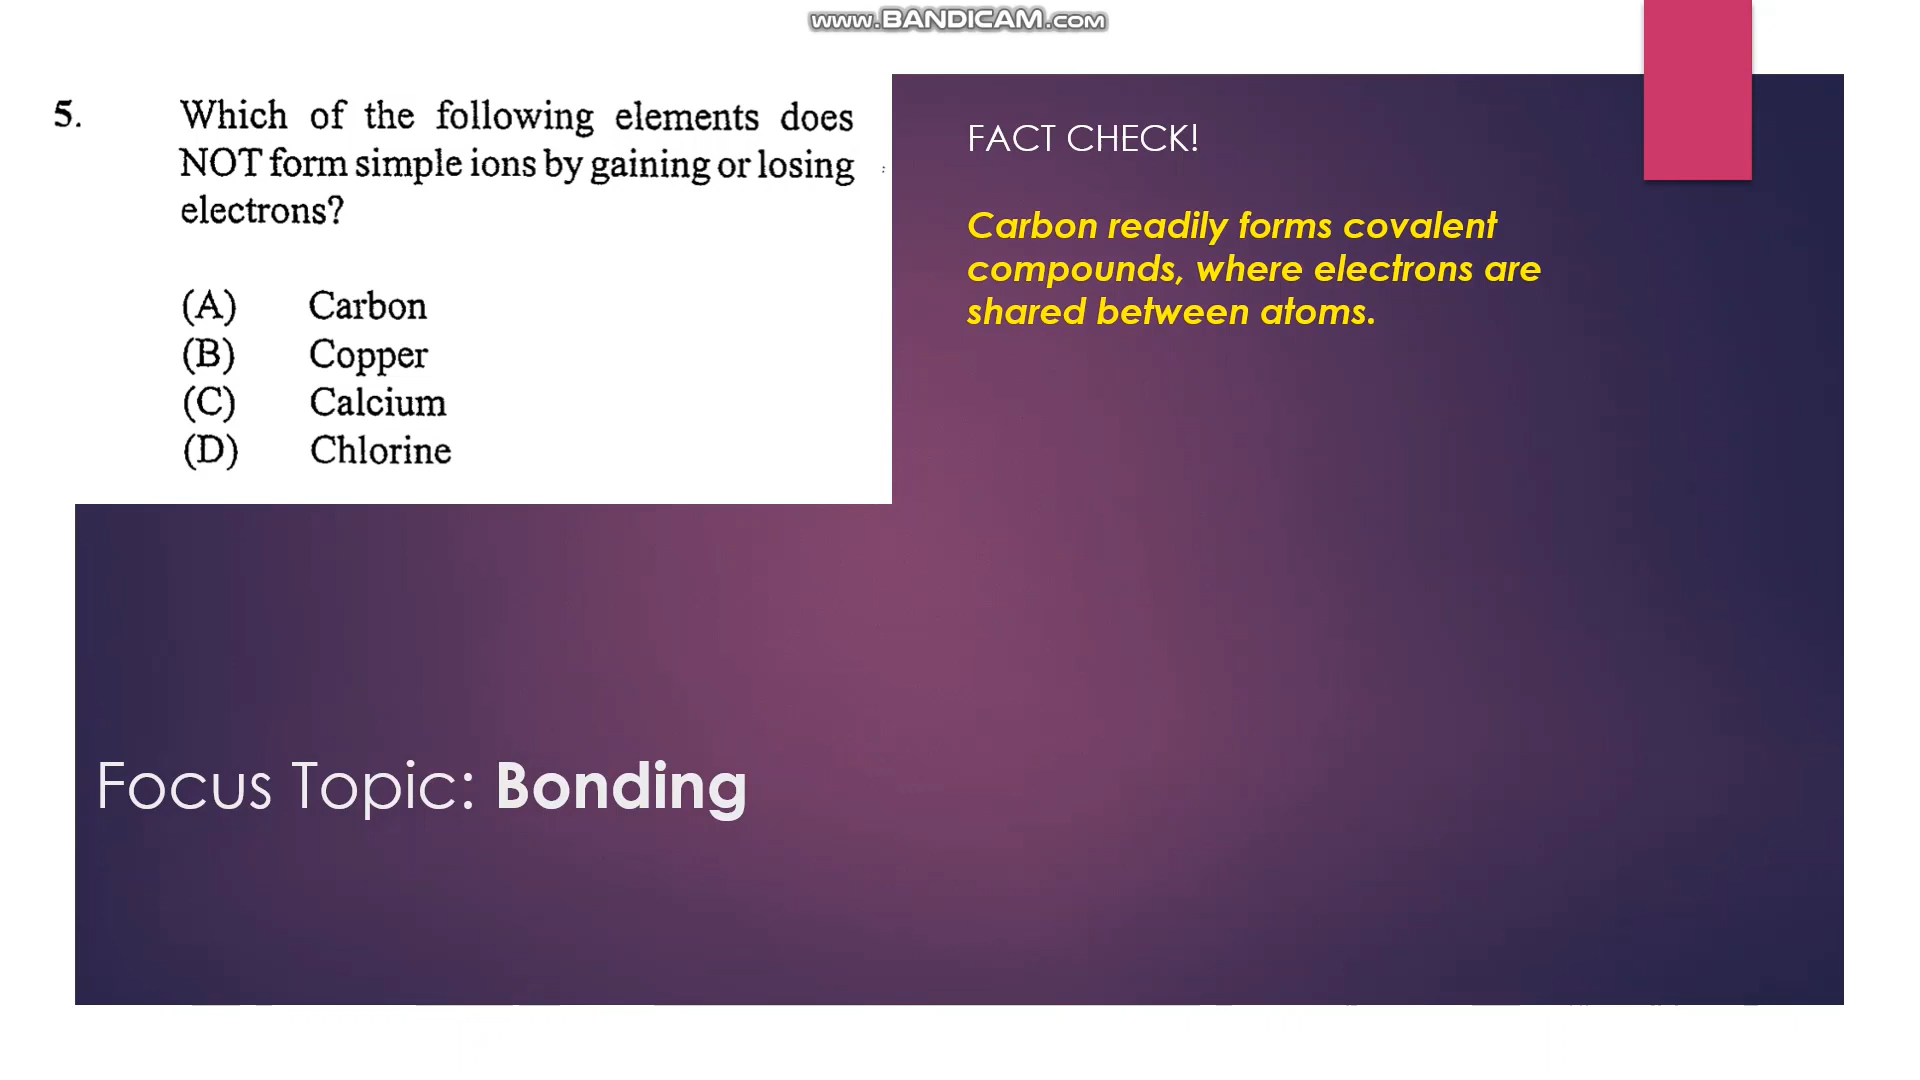 www.BANDICAM.com
5. Which of the following elements does
NOT form simple ions by gaining or losing
electrons?
(A) Carbon
(B) Copper
(C) Calcium
(D) Chlorine
FACT CHECK!
Carbon readily forms covalent
compounds, where electrons are
shared between atoms.
Focus Topic: Bonding